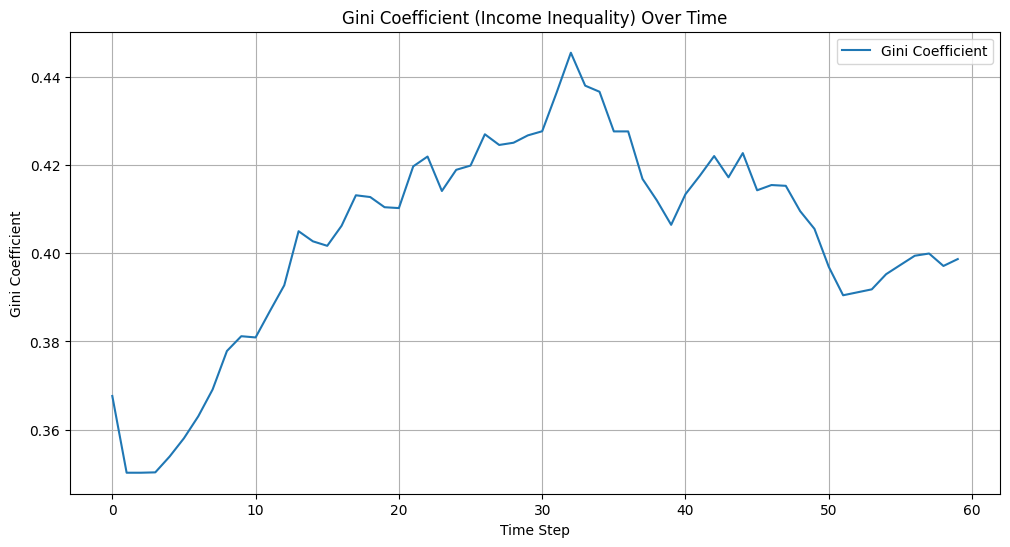 Gini Coefficient (Income Inequality) Over Time
Gini Coefficient
0.44
0.42
0.40
0.38
0.36
Gini Coefficient
0 10 20 30 40 50 60
Time Step